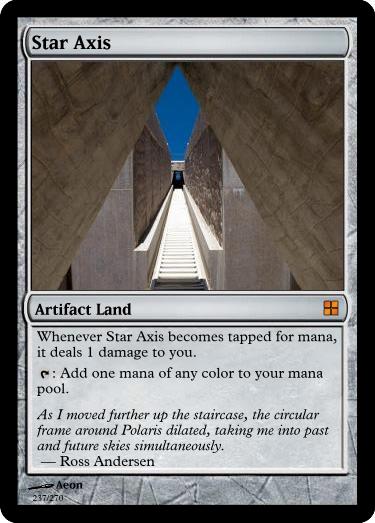 Star Axis
Artifact Land
Whenever Star Axis becomes tapped for mana,
it deals 1 damage to you.
: Add one mana of any color to your mana
pool.
As I moved further up the staircase, the circular
frame around Polaris dilated, taking me into past
and future skies simultaneously.
— Ross Andersen
Aeon
237/270